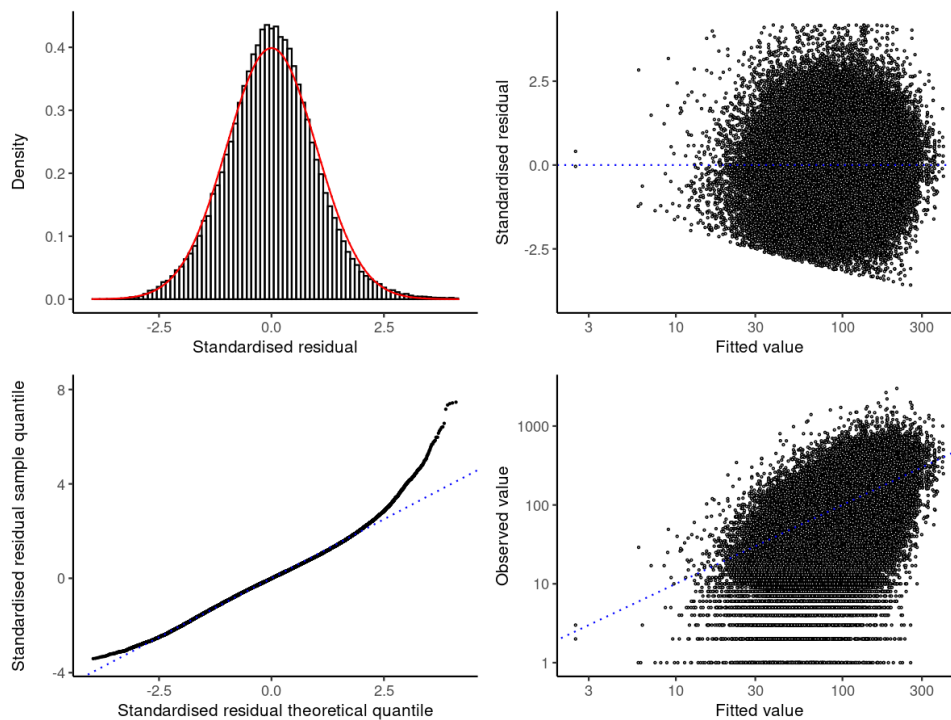 Density
0.4
0.3
0.2
0.1
0.0
-2.5 0.0 2.5
Standardised residual
Standardised residual
2.5
0.0
-2.5
3 10 30 100 300
Fitted value
Standardised residual sample quantile
8
4
0
-4
-2.5 0.0 2.5
Standardised residual theoretical quantile
Observed value
1000
100
10
1
3 10 30 100 300
Fitted value